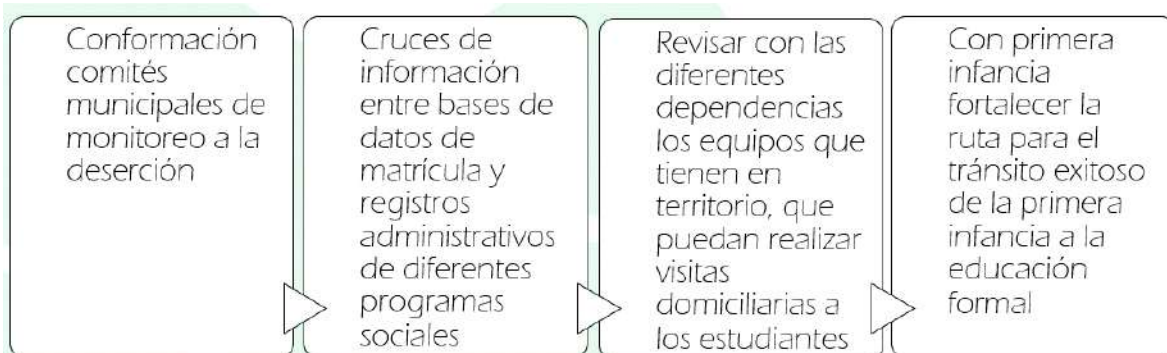 Conformación
comités
municipales de
monitoreo a la
deserción
Cruces de
información
entre bases de
datos de
matrícula y
registros
administrativos
de diferentes
programas
sociales
Revisar con las
diferentes
dependencias
los equipos que
tienen en
territorio, que
puedan realizar
visitas
domiciliarias a
los estudiantes
Con primera
infancia
fortalecer la
ruta para el
tránsito exitoso
de la primera
infancia a la
educación
formal